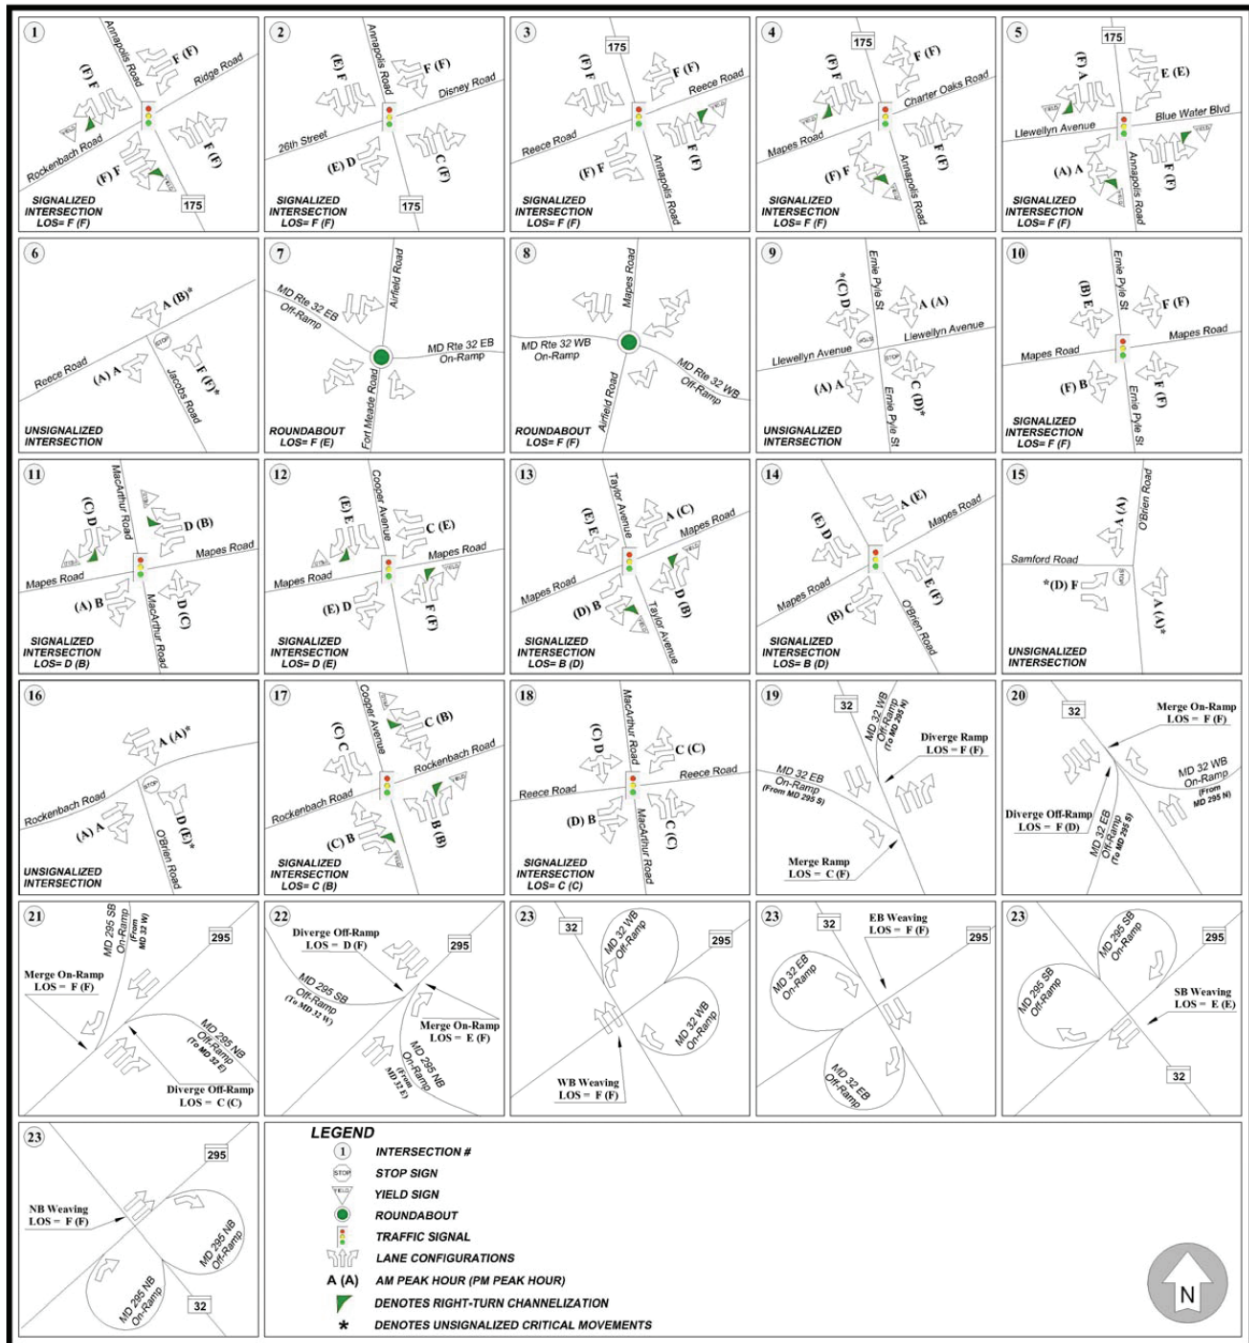 1
Annapolis Road
F (F)
Ridge Road
(F) F
YIELD
Rockenbach Road
(F) F
YIELD
F (F)
175
SIGNALIZED
INTERSECTION
LOS= F (F)
2
Annapolis Road
(E) F
F (F)
Disney Road
26th Street
(E) D
C (F)
175
SIGNALIZED
INTERSECTION
LOS= F (F)
3
175
(F) F
F (F)
Reece Road
YIELD
Reece Road
(F) F
F (F)
Annapolis Road
SIGNALIZED
INTERSECTION
LOS= F (F)
4
175
(F) F
F (F)
Charter Oaks Road
YIELD
Mapes Road
(F) F
YIELD
F (F)
Annapolis Road
SIGNALIZED
INTERSECTION
LOS= F (F)
5
175
(F) A
E (E)
YIELD
Blue Water Blvd
Llewellyn Avenue
YIELD
(A) A
YIELD
F (F)
Annapolis Road
SIGNALIZED
INTERSECTION
LOS= F (F)
6
A (B)*
STOP
Reece Road
(A) A
F (F)*
Jacobs Road
UNSIGNALIZED
INTERSECTION
7
Airfield Road
MD Rte 32 EB
Off-Ramp
MD Rte 32 EB
On-Ramp
Fort Meade Road
ROUNDABOUT
LOS= F (E)
8
Mapes Road
MD Rte 32 WB
On-Ramp
MD Rte 32 WB
Off-Ramp
Airfield Road
ROUNDABOUT
LOS= F (F)
9
Ernie Pyle St
*(C) D
A (A)
STOP
Llewellyn Avenue
Llewellyn Avenue
STOP
(A) A
C (D)*
Ernie Pyle St
UNSIGNALIZED
INTERSECTION
10
Ernie Pyle St
(B) E
F (F)
Mapes Road
Mapes Road
(F) B
F (F)
Ernie Pyle St
SIGNALIZED
INTERSECTION
LOS= F (F)
11
MacArthur Road
(C) D
D (B)
Mapes Road
Mapes Road
(A) B
D (C)
MacArthur Road
SIGNALIZED
INTERSECTION
LOS= D (B)
12
Cooper Avenue
(E) E
C (E)
Mapes Road
YIELD
Mapes Road
(E) D
F (F)
SIGNALIZED
INTERSECTION
LOS= D (E)
13
Taylor Avenue
(E) E
A (C)
Mapes Road
YIELD
Mapes Road
(D) B
YIELD
D (B)
Taylor Avenue
SIGNALIZED
INTERSECTION
LOS= B (D)
14
A (E)
(E) D
Mapes Road
Mapes Road
(B) C
E (F)
O'Brien Road
SIGNALIZED
INTERSECTION
LOS= B (D)
15
O'Brien Road
A (A)
Samford Road
STOP
*(D) F
A (A)*
UNSIGNALIZED
INTERSECTION
16
A (A)*
STOP
Rockenbach Road
(A) A
D (E)*
O'Brien Road
UNSIGNALIZED
INTERSECTION
17
Cooper Avenue
(C) C
C (B)
Rockenbach Road
YIELD
Rockenbach Road
(C) B
B (B)
SIGNALIZED
INTERSECTION
LOS= C (B)
18
MacArthur Road
(C) D
C (C)
Reece Road
Reece Road
(D) B
C (C)
MacArthur Road
SIGNALIZED
INTERSECTION
LOS= C (C)
19
32
MD 32 WB
Off-Ramp
(To MD 295 N)
Diverge Ramp
LOS = F (F)
MD 32 EB
On-Ramp
(From MD 295 S)
Merge Ramp
LOS = C (F)
20
32
Merge On-Ramp
LOS = F (F)
MD 32 WB
On-Ramp
(From MD 295 N)
Diverge Off-Ramp
LOS = F (D)
MD 32 EB
Off-Ramp
(To MD 295 S)
21
MD 295 SB
On-Ramp
(From
MD 32 W)
295
Merge On-Ramp
LOS = F (F)
MD 295 NB
Off-Ramp
(To MD 32 E)
Diverge Off-Ramp
LOS = C (C)
22
Diverge Off-Ramp
LOS = D (F)
295
MD 295 SB
Off-Ramp
(To MD 32 W)
Merge On-Ramp
LOS = E (F)
MD 295 NB
On-Ramp
(From
MD 32 E)
23
32
MD 32 WB
Off-Ramp
295
MD 32 WB
On-Ramp
WB Weaving
LOS = F (F)
23
32
EB Weaving
LOS = F (F)
295
MD 32 EB
On-Ramp
MD 32 EB
Off-Ramp
23
MD 295 SB
On-Ramp
295
MD 295 SB
Off-Ramp
SB Weaving
LOS = E (E)
32
23
295
NB Weaving
LOS = F (F)
MD 295 NB
Off-Ramp
MD 295 NB
On-Ramp
32
LEGEND
1 INTERSECTION #
STOP STOP SIGN
YIELD YIELD SIGN
ROUNDABOUT
TRAFFIC SIGNAL
LANE CONFIGURATIONS
A (A) AM PEAK HOUR (PM PEAK HOUR)
DENOTES RIGHT-TURN CHANNELIZATION
* DENOTES UNSIGNALIZED CRITICAL MOVEMENTS
N